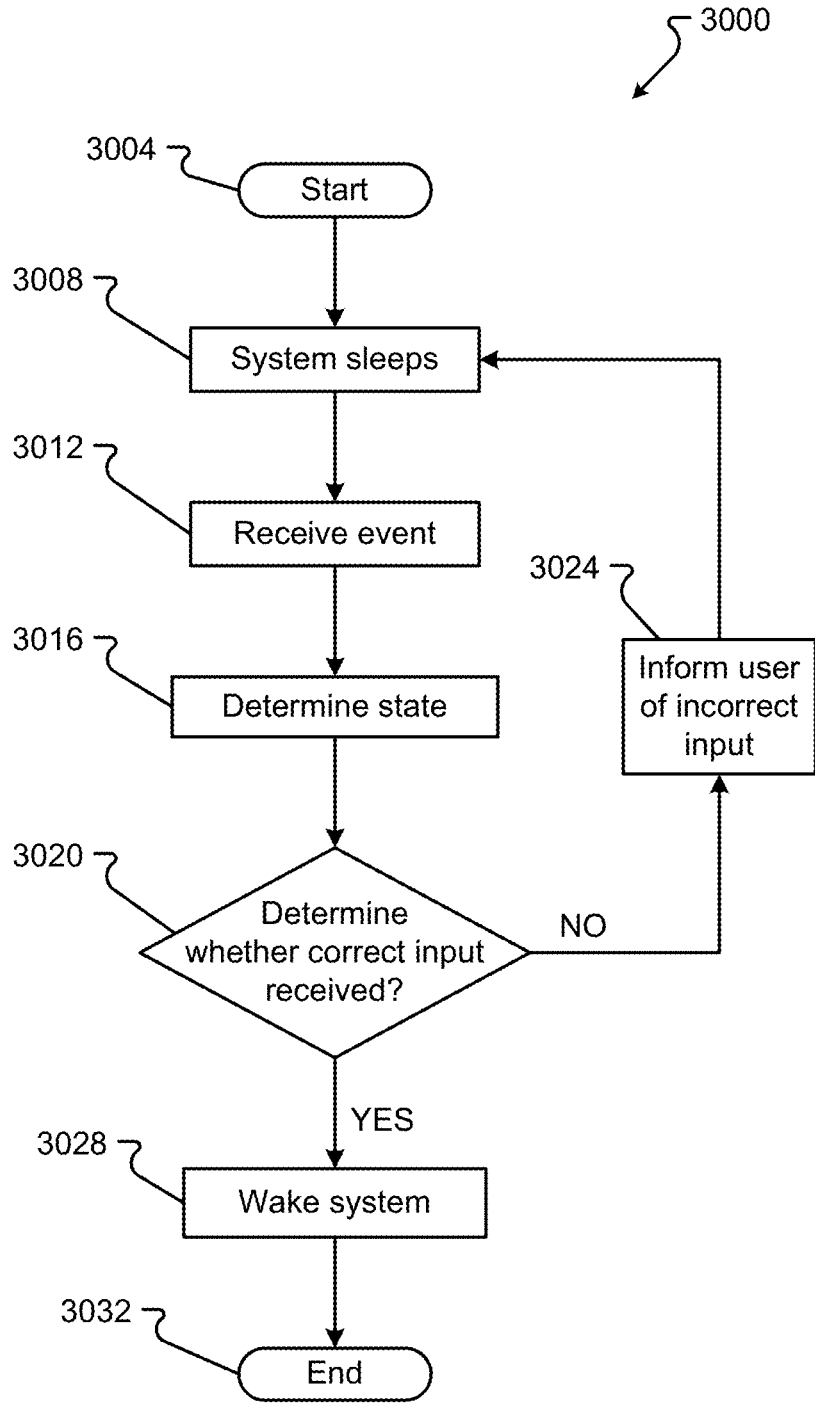 3000
3004
Start
3008
System sleeps
3012
Receive event
3024
3016
Inform user
of incorrect
input
Determine state
3020
Determine
whether correct input
received?
NO
YES
3028
Wake system
3032
End